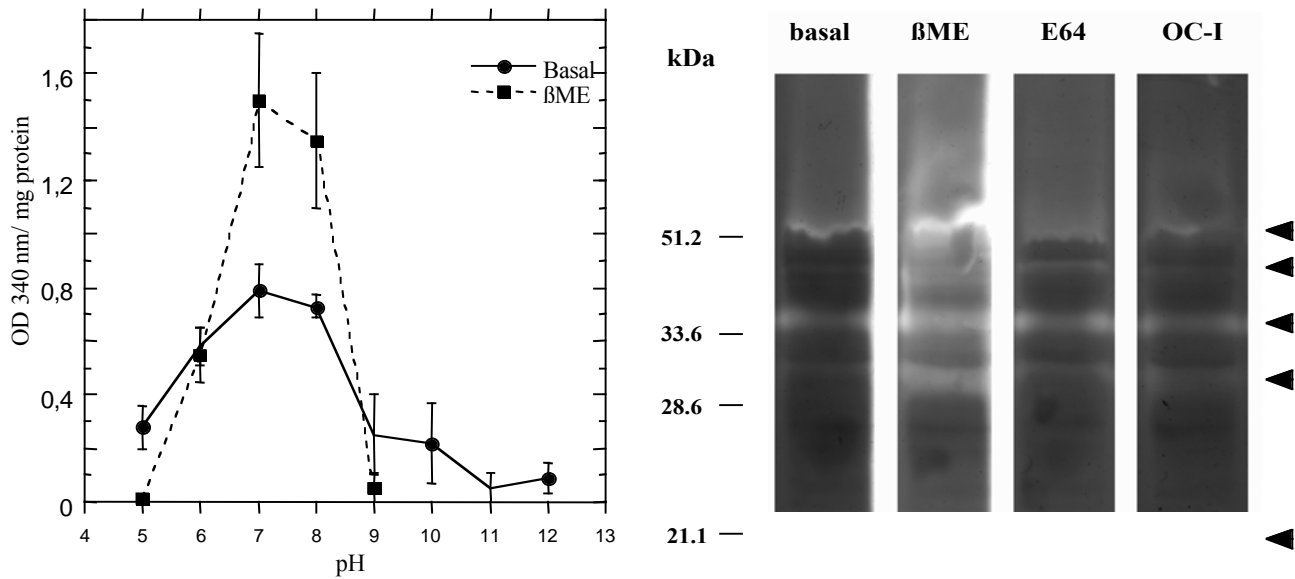 OD 340 nm/ mg protein
1,6
1,2
0,8
0,4
0
4 5 6 7 8 9 10 11 12 13
pH
Basal
ßME
kDa
basal ßME E64 OC-I
51.2
33.6
28.6
21.1